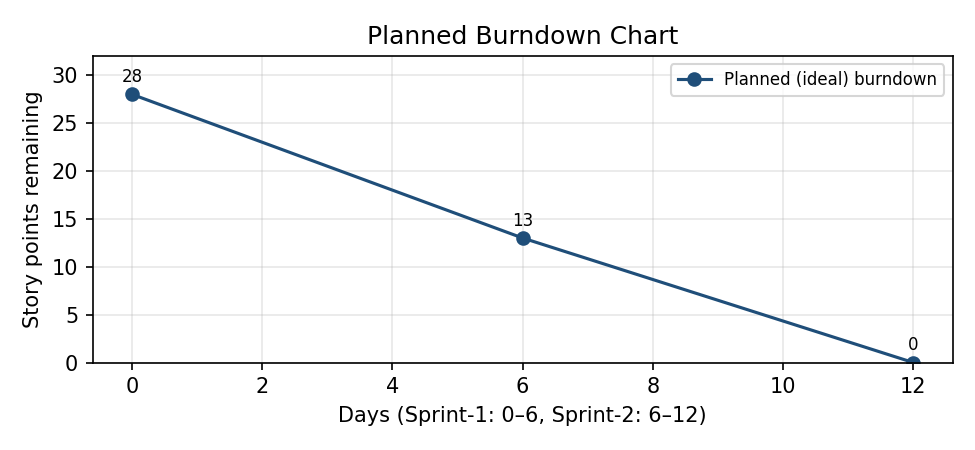 Planned Burndown Chart
Story points remaining
30
25
20
15
10
5
0
28
13
0
Planned (ideal) burndown
0 2 4 6 8 10 12
Days (Sprint-1: 0–6, Sprint-2: 6–12)